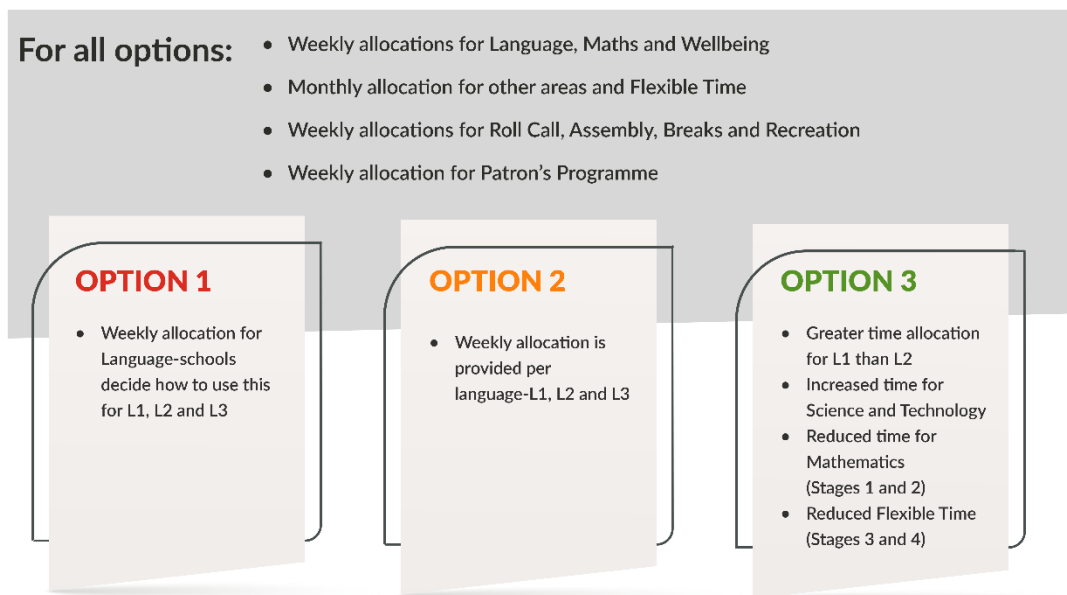 For all options:
● Weekly allocations for Language, Maths and Wellbeing
● Monthly allocation for other areas and Flexible Time
● Weekly allocations for Roll Call, Assembly, Breaks and Recreation
● Weekly allocation for Patron’s Programme
OPTION 1
● Weekly allocation for
Language-schools
decide how to use this
for L1, L2 and L3
OPTION 2
● Weekly allocation is
provided per
language-L1, L2 and L3
OPTION 3
● Greater time allocation
for L1 than L2
● Increased time for
Science and Technology
● Reduced time for
Mathematics
(Stages 1 and 2)
● Reduced Flexible Time
(Stages 3 and 4)